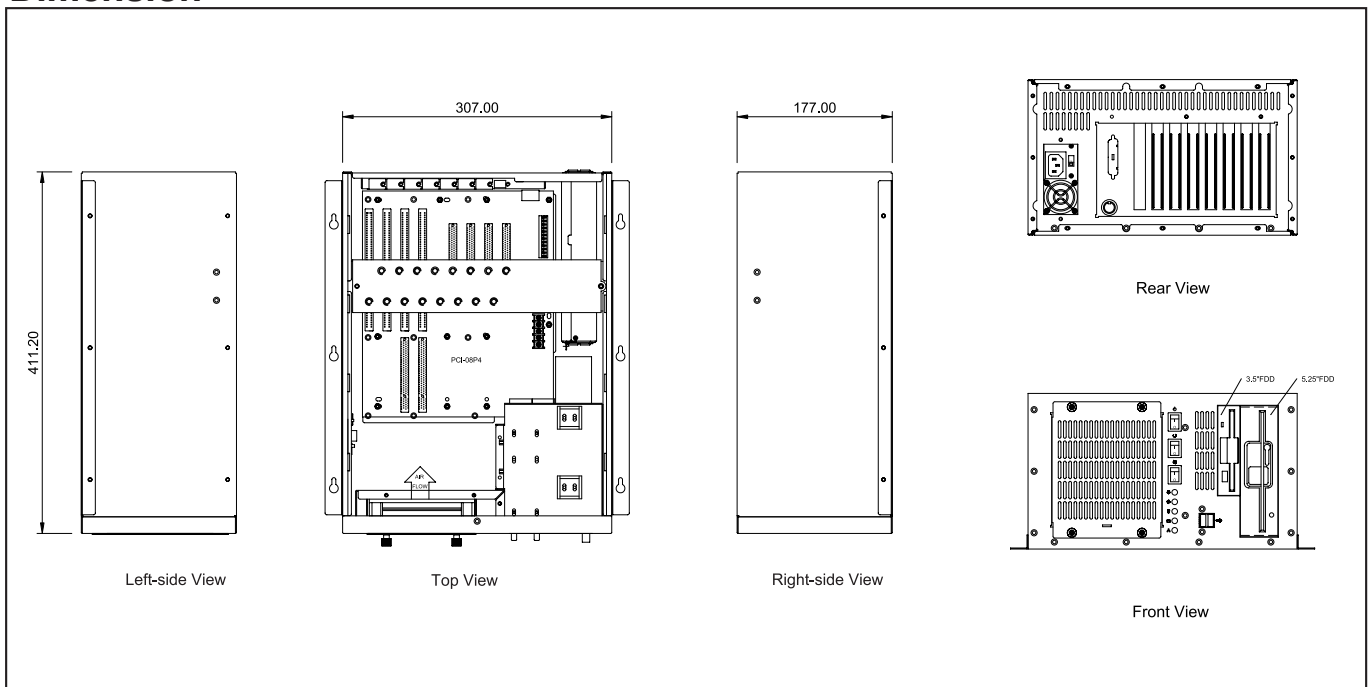 Dimension
307.00
177.00
411.20
PCI-08P4
AIR
FLOW
Left-side View
Top View
Right-side View
Rear View
3.5"FDD
5.25"FDD
Front View